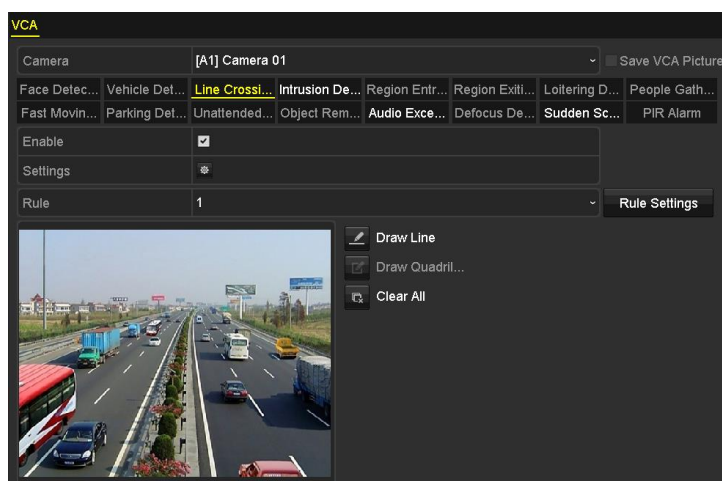 VCA
Camera [A1] Camera 01 Save VCA Picture
Face Detec... Vehicle Det... Line Crossi... Intrusion De... Region Entr... Region Exiti... Loitering D... People Gath...
Fast Movin... Parking Det... Unattended... Object Rem... Audio Exce... Defocus De... Sudden Sc... PIR Alarm
Enable
Settings
Rule 1 Rule Settings
Draw Line
Draw Quadril...
Clear All